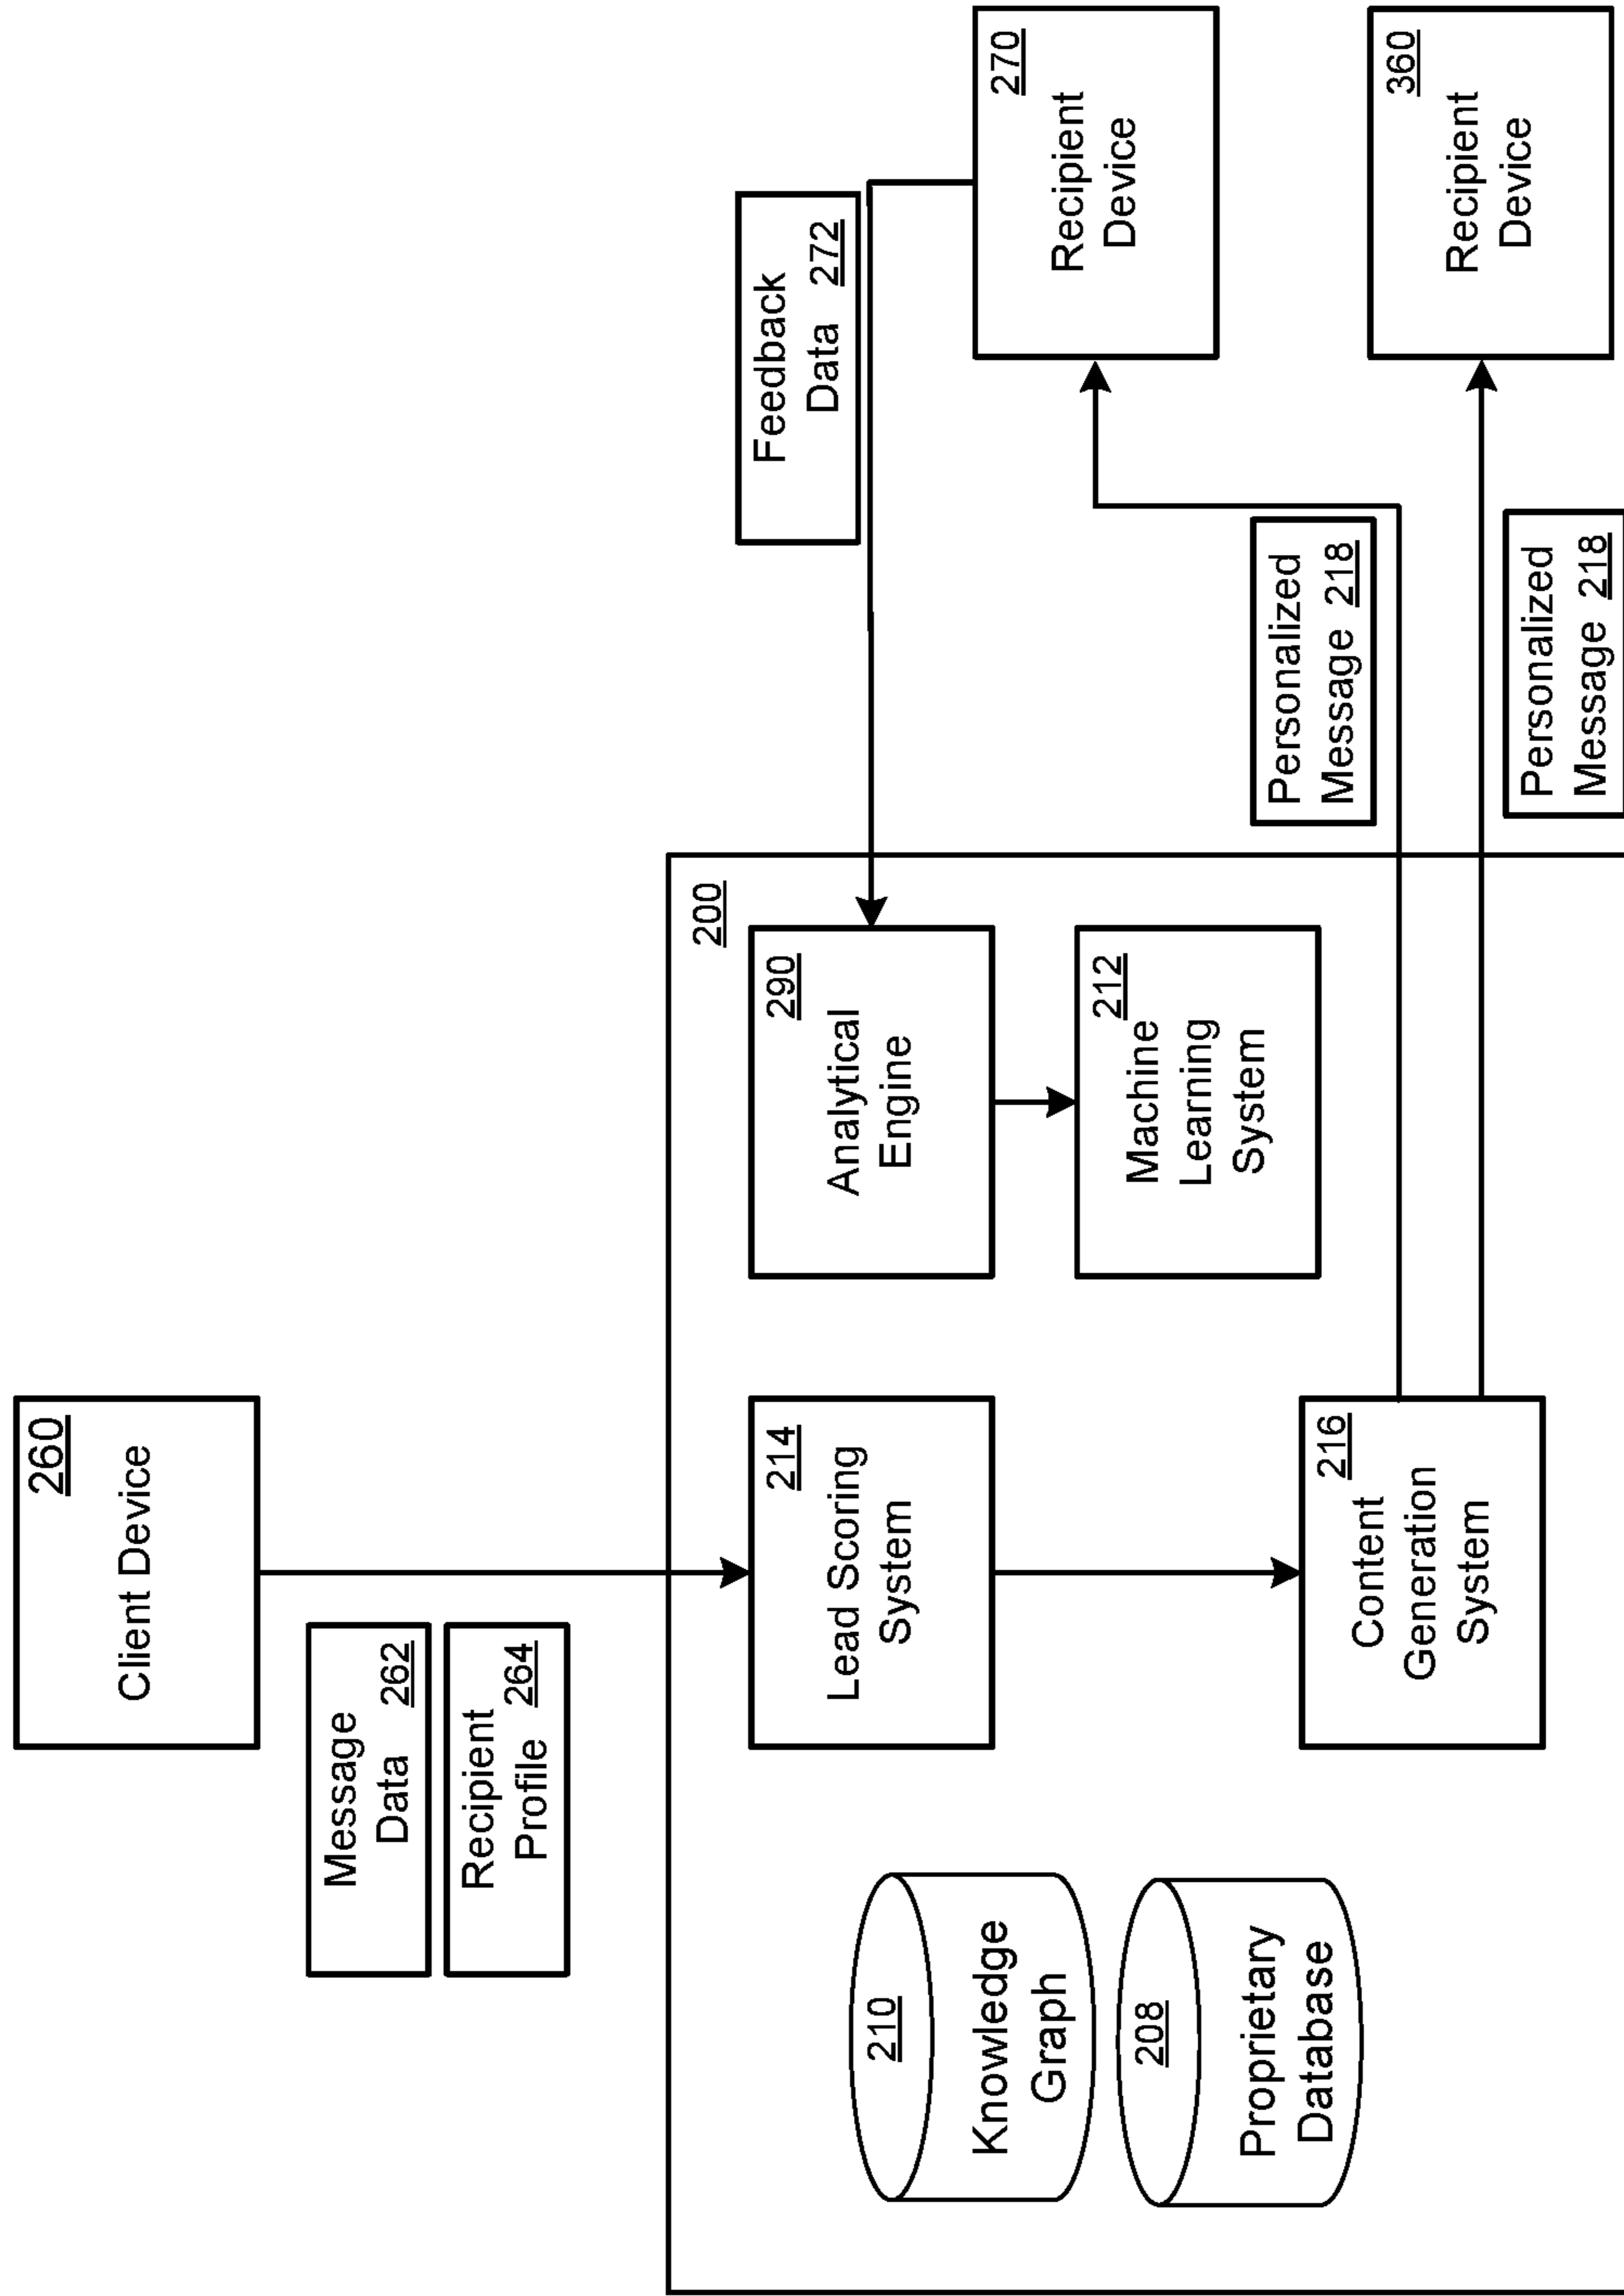 260
Client Device
Message
Data 262
Recipient
Profile 264
200
210
Knowledge
Graph
208
Proprietary
Database
214
Lead Scoring
System
216
Content
Generation
System
290
Analytical
Engine
212
Machine
Learning
System
Feedback
Data 272
270
Recipient
Device
Personalized
Message 218
360
Recipient
Device
Personalized
Message 218